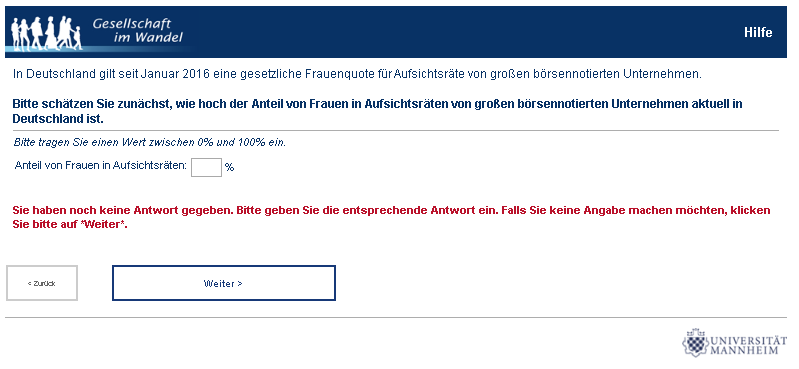 Gesellschaft
im Wandel
Hilfe
In Deutschland gilt seit Januar 2016 eine gesetzliche Frauenquote für Aufsichtsräte von großen börsennotierten Unternehmen.
Bitte schätzen Sie zunächst, wie hoch der Anteil von Frauen in Aufsichtsräten von großen börsennotierten Unternehmen aktuell in
Deutschland ist.
Bitte tragen Sie einen Wert zwischen 0% und 100% ein.
Anteil von Frauen in Aufsichtsräten: %
Sie haben noch keine Antwort gegeben. Bitte geben Sie die entsprechende Antwort ein. Falls Sie keine Angabe machen möchten, klicken
Sie bitte auf *Weiter*.
< Zurück
Weiter >
UNIVERSITÄT
MANNHEIM